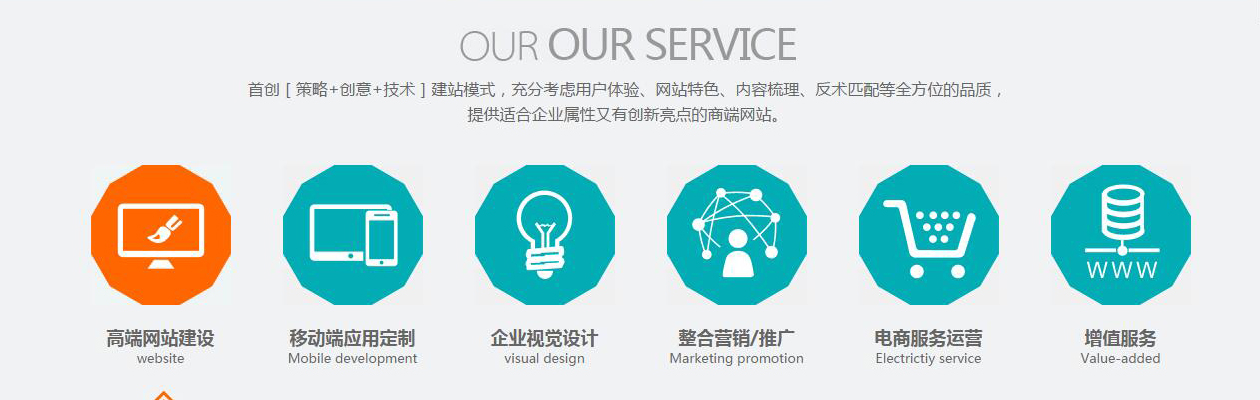 OUR OUR SERVICE
首创 [ 策略+创意+技术 ] 建站模式，充分考虑用户体验、网站特色、内容梳理、反术匹配等全方位的品质，
提供适合企业属性又有创新亮点的商端网站。
WWW
高端网站建设 移动端应用定制 企业视觉设计 整合营销/推广 电商服务运营 增值服务
website Mobile development visual design Marketing promotion Electrictiy service Value-added